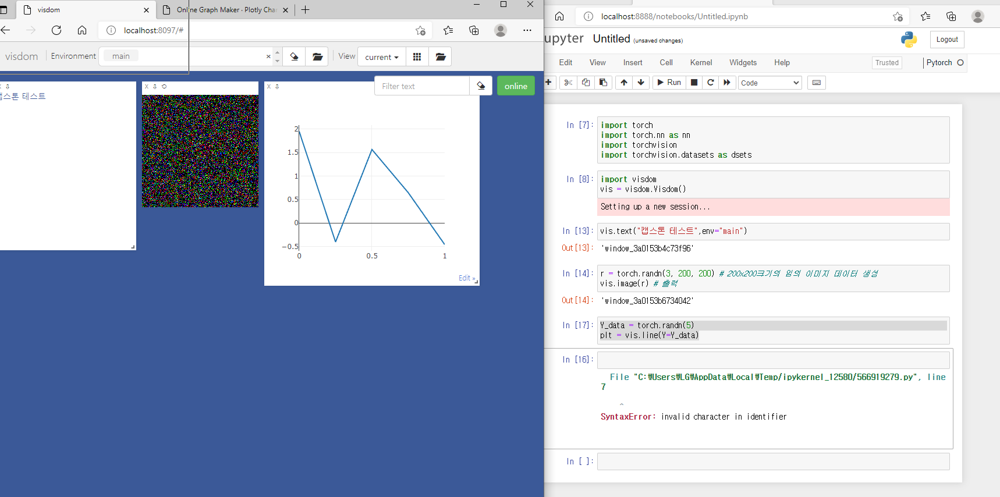 visdom
Online Graph Maker · Plotly Cha
localhost:8097/#
visdom
Environment
main
×
View
current
X
캡스톤 테스트
X
X
Filter text
online
2
1.5
1
0.5
0
−0.5
0
0.5
1
Edit »
localhost:8888/notebooks/Untitled.ipynb
upyter Untitled (unsaved changes)
Logout
Edit View Insert Cell Kernel Widgets Help
Trusted
Pytorch
Run
Code
In [7]: import torch
import torch.nn as nn
import torchvision
import torchvision.datasets as dsets
In [8]: import visdom
vis = visdom.Visdom()
Setting up a new session...
In [13]: vis.text("캡스톤 테스트",env="main")
Out[13]: 'window_3a0153b4c73f96'
In [14]: r = torch.randn(3, 200, 200) # 200x200크기의 임의 이미지 데이터 생성
vis.image(r) # 출력
Out[14]: 'window_3a0153b6734042'
In [17]: Y_data = torch.randn(5)
plt = vis.line(Y=Y_data)
In [16]:
File "C:₩Users₩LG₩AppData₩Local₩Temp/ipykernel_12580/566919279.py", line
7
^
SyntaxError: invalid character in identifier
In [ ]: